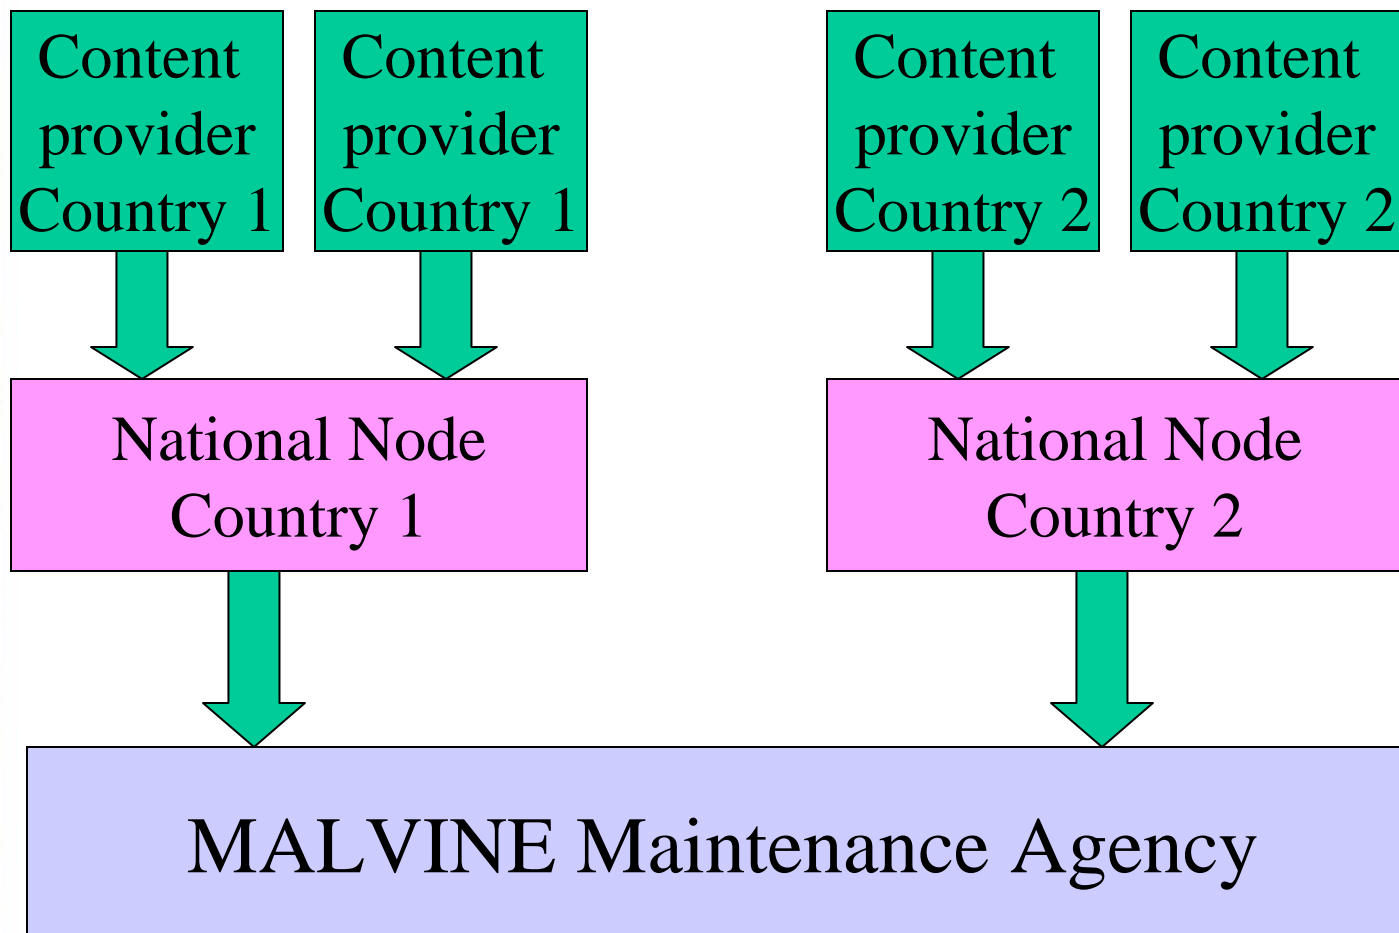 Content
provider
Country 1
Content
provider
Country 1
Content
provider
Country 2
Content
provider
Country 2
National Node
Country 1
National Node
Country 2
MALVINE Maintenance Agency